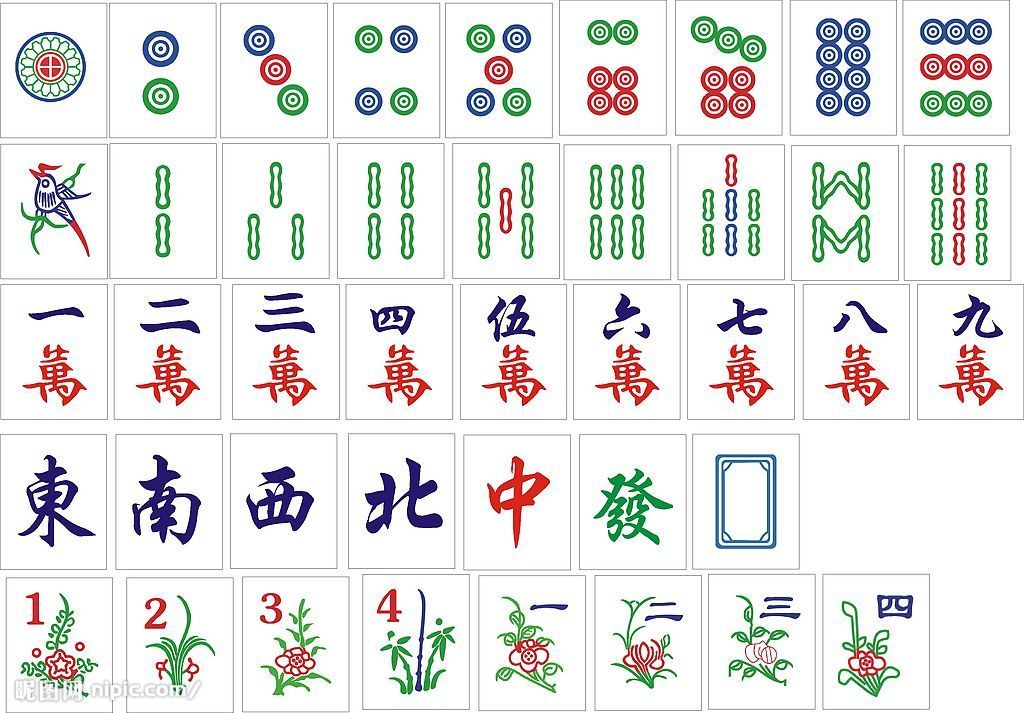 一 二 三 四 伍 六 七 八 九
萬 萬 萬 萬 萬 萬 萬 萬 萬
東 南 西 北 中 發
1 2 3 4 一 二 三 四
昵图网 nipic.com/